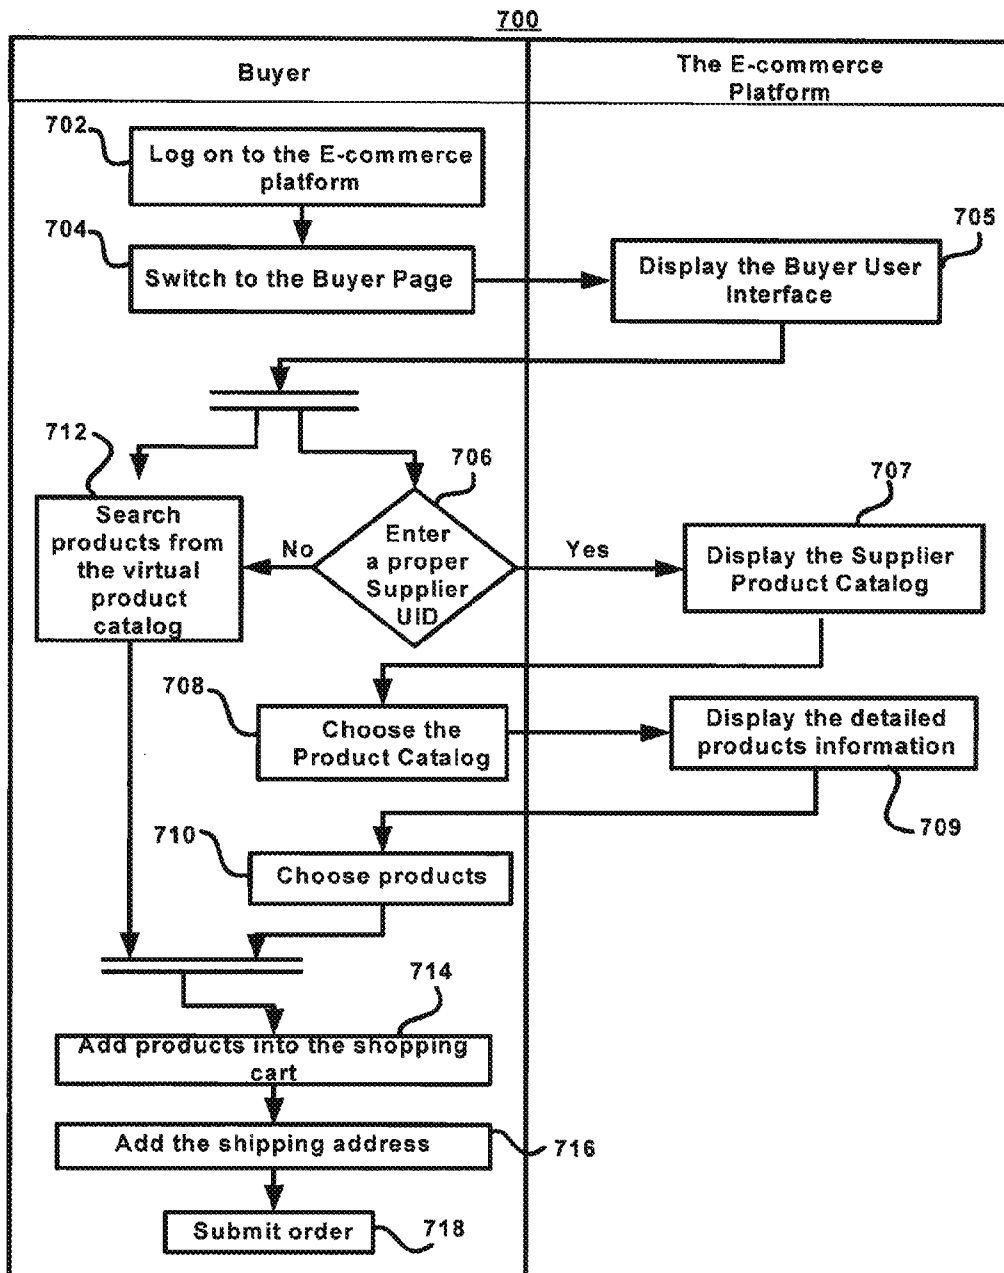 700
Buyer
The E-commerce
Platform
702
Log on to the E-commerce
platform
704
Switch to the Buyer Page
705
Display the Buyer User
Interface
712
706
707
Search
products from
the virtual
product
catalog
No
Enter
a proper
Supplier
UID
Yes
Display the Supplier
Product Catalog
708
Choose the
Product Catalog
Display the detailed
products information
709
710
Choose products
714
Add products into the shopping
cart
Add the shipping address
716
Submit order
718